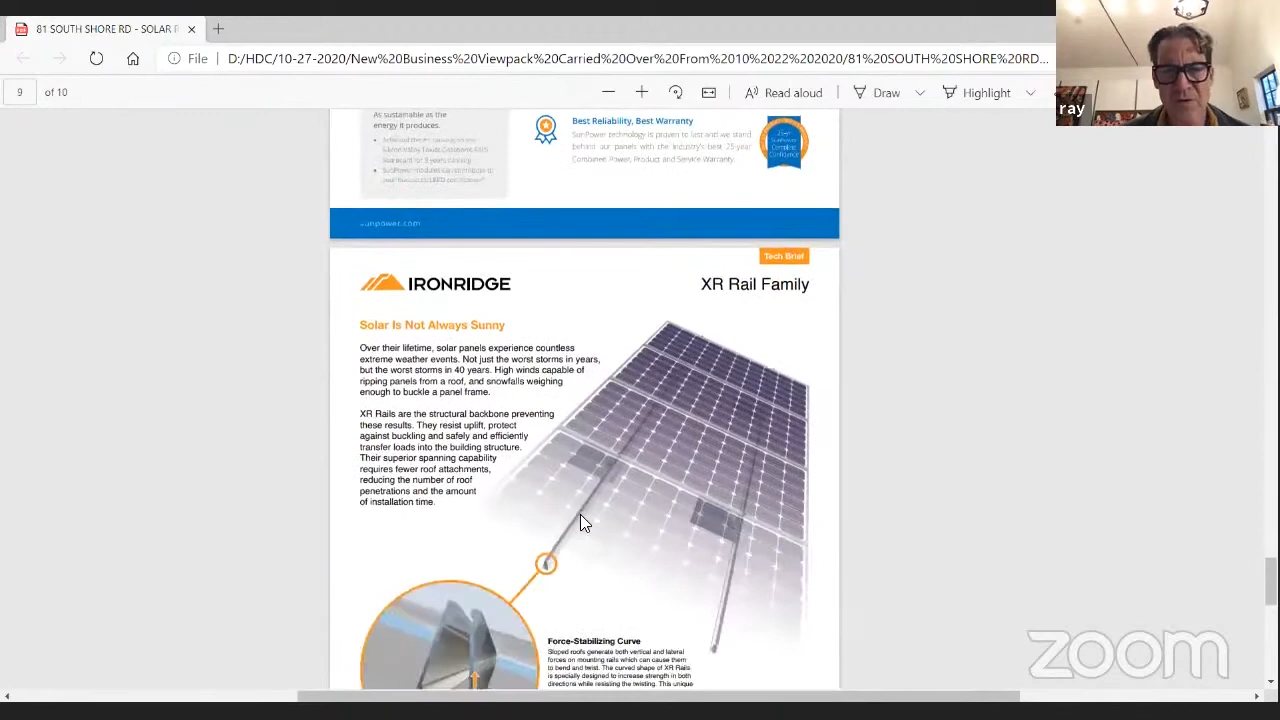 81 SOUTH SHORE RD - SOLAR R
File
D:/HDC/10-27-2020/New%20Business%20Viewpack%20Carried%20Over%20From%2010%2022%202020/81%20SOUTH%20SHORE%20RD...
9 of 10
Read aloud
Draw
Highlight
ray
As sustainable as the
energy it produces.
Best Reliability, Best Warranty
SunPower technology is proven to last and we stand
behind our panels with the industry's best 25-year
Combined Power, Product and Service Warranty.
sunpower.com
Tech Brief
IRONRIDGE
XR Rail Family
Solar Is Not Always Sunny
Over their lifetime, solar panels experience countless
extreme weather events. Not just the worst storms in years,
but the worst storms in 40 years. High winds capable of
ripping panels from a roof, and snowfalls weighing
enough to buckle a panel frame.
XR Rails are the structural backbone preventing
these results. They resist uplift, protect
against buckling and safely and efficiently
transfer loads into the building structure.
Their superior spanning capability
requires fewer roof attachments,
reducing the number of roof
penetrations and the amount
of installation time.
Force-Stabilizing Curve
Sloped roofs generate both vertical and lateral
forces on mounting rails which can cause them
to bend and twist. The curved shape of XR Rails
is specially designed to increase strength in both
directions while resisting the twisting. This unique
zoom